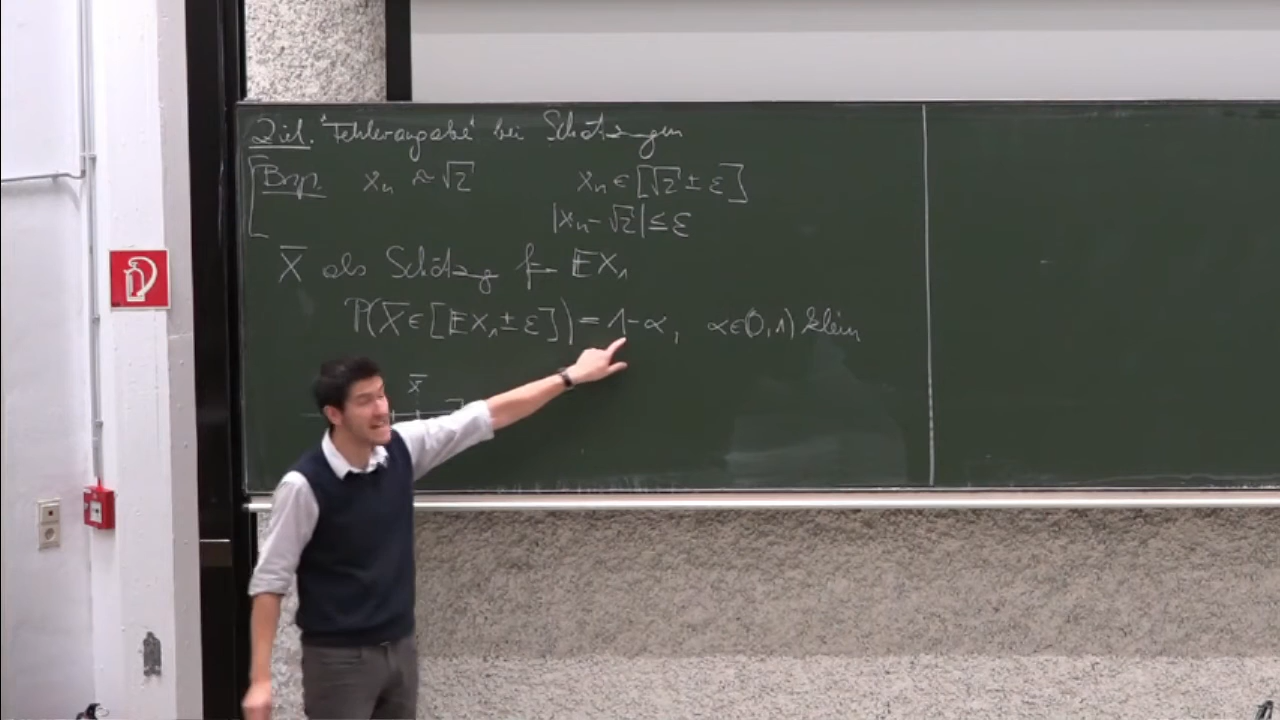 Ziel. "Fehlerangabe" bei Schätzungen
Bsp. xₙ ≈ √2 xₙ ∈ [√2 ± ε]
|xₙ - √2| ≤ ε
X̅ als Schätzung für 𝔼X₁
ℙ(X̅ ∈ [𝔼X₁ ± ε]) = 1-α, α∈(0,1) klein
X̅